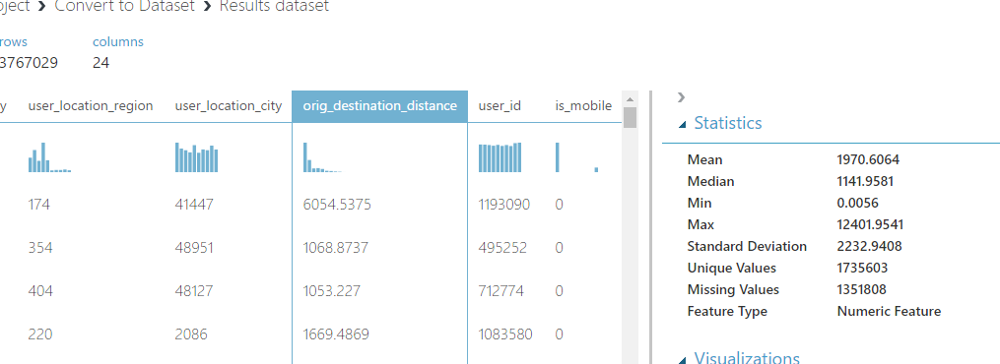 oject > Convert to Dataset > Results dataset
rows columns
3767029 24
y user_location_region user_location_city orig_destination_distance user_id is_mobile
174 41447 6054.5375 1193090 0
354 48951 1068.8737 495252 0
404 48127 1053.227 712774 0
220 2086 1669.4869 1083580 0
Statistics
Mean 1970.6064
Median 1141.9581
Min 0.0056
Max 12401.9541
Standard Deviation 2232.9408
Unique Values 1735603
Missing Values 1351808
Feature Type Numeric Feature
Visualizations